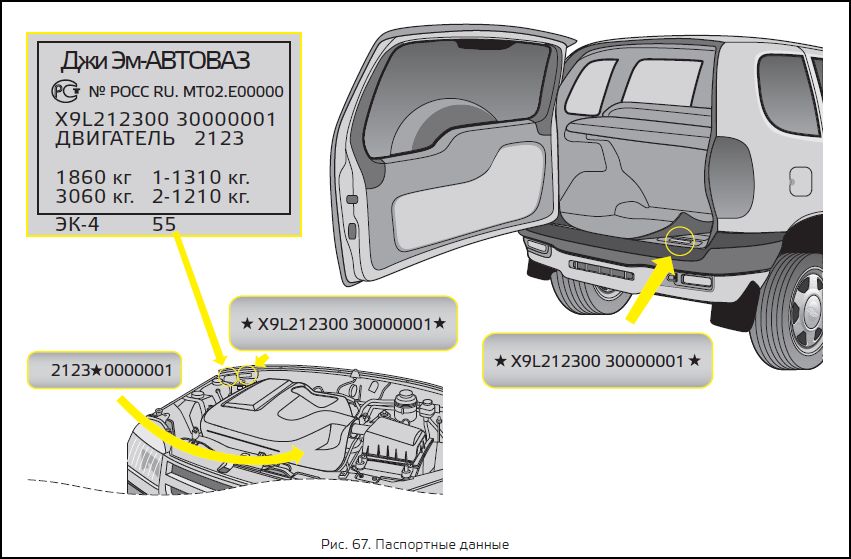 Джи Эм-АВТОВАЗ
РСТ № РОСС RU. МТ02.Е00000
X9L212300 30000001
ДВИГАТЕЛЬ 2123
1860 кг 1-1310 кг.
3060 кг. 2-1210 кг.
ЭК-4 55
★ X9L212300 30000001★
2123★0000001
★ X9L212300 30000001 ★
Рис. 67. Паспортные данные